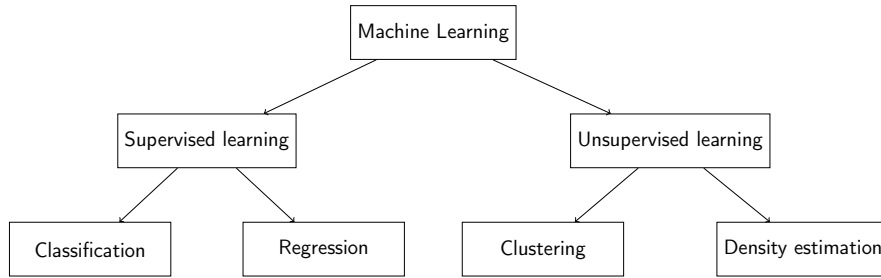 Machine Learning
Supervised learning
Unsupervised learning
Classification
Regression
Clustering
Density estimation